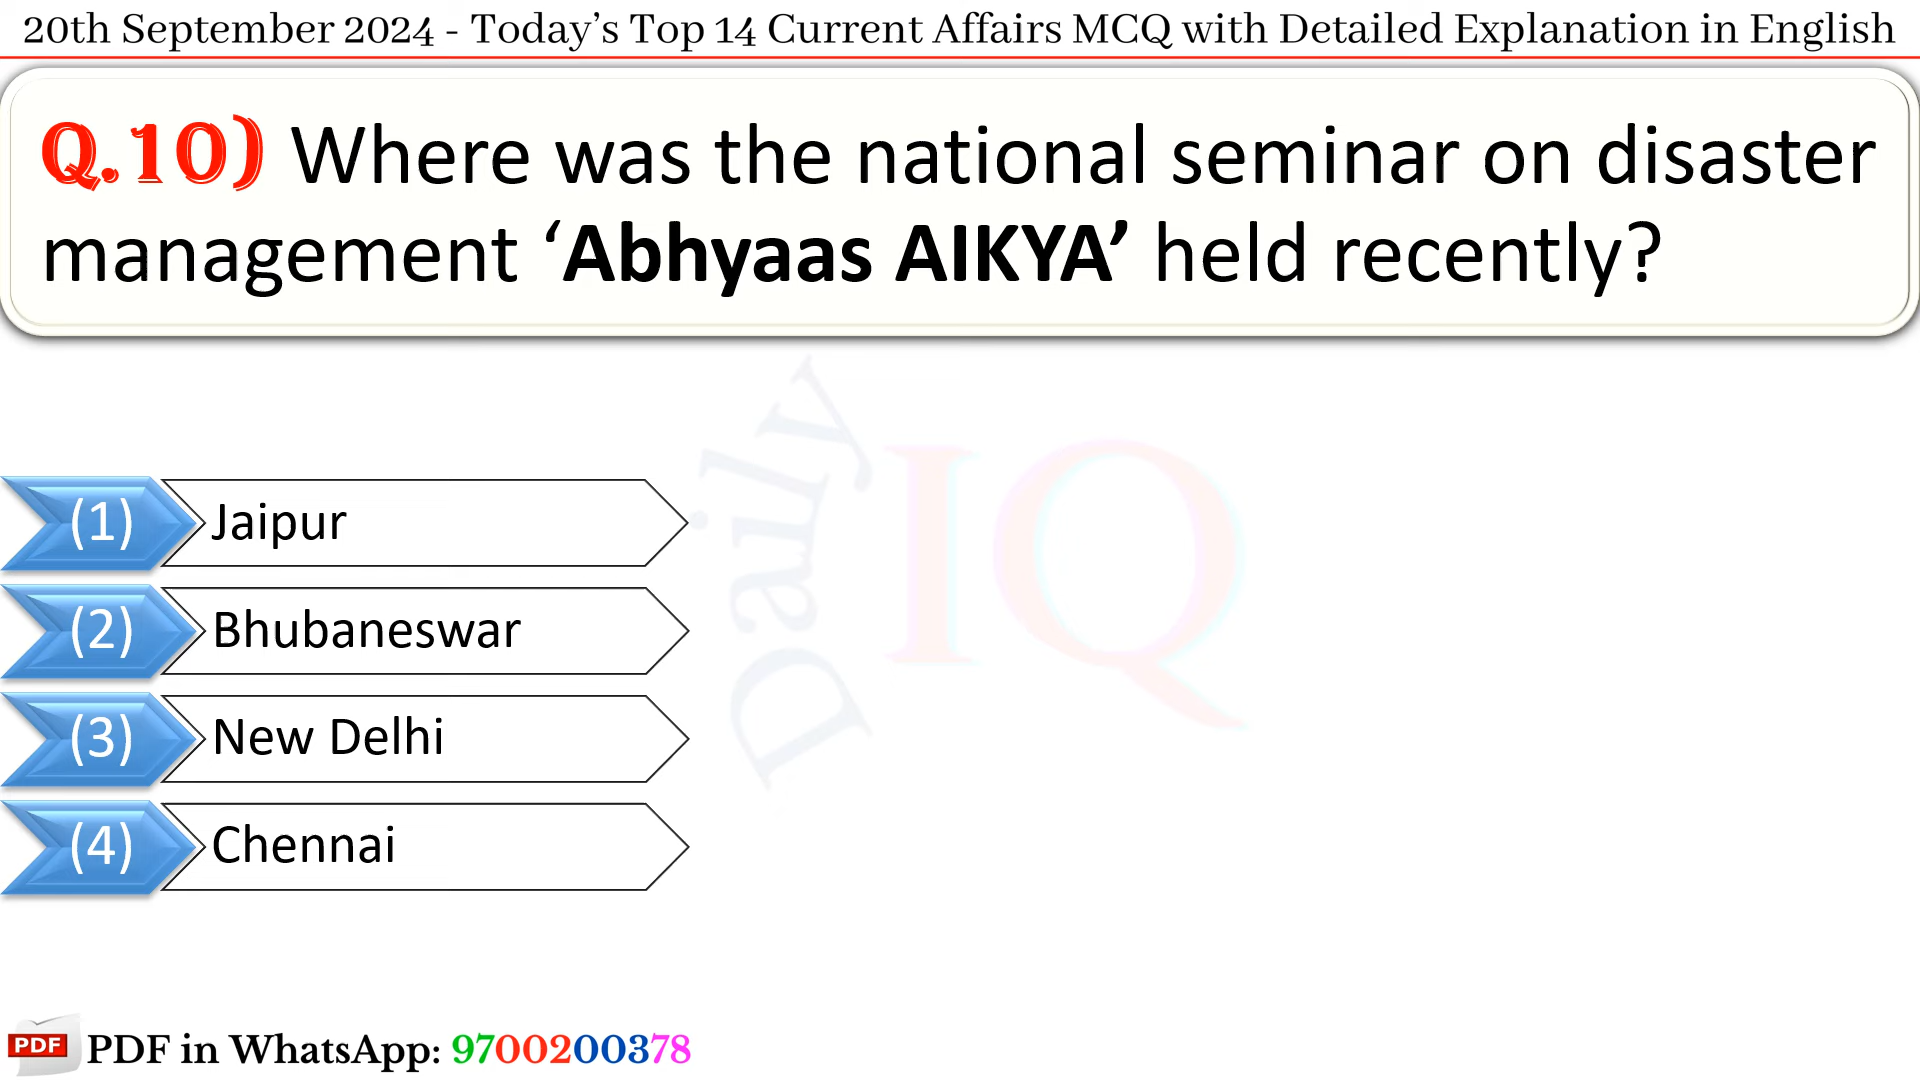 20th September 2024 - Today’s Top 14 Current Affairs MCQ with Detailed Explanation in English
Q.10) Where was the national seminar on disaster
management ‘Abhyaas AIKYA’ held recently?
Daily IQ
(1) Jaipur
(2) Bhubaneswar
(3) New Delhi
(4) Chennai
PDF PDF in WhatsApp: 9700200378